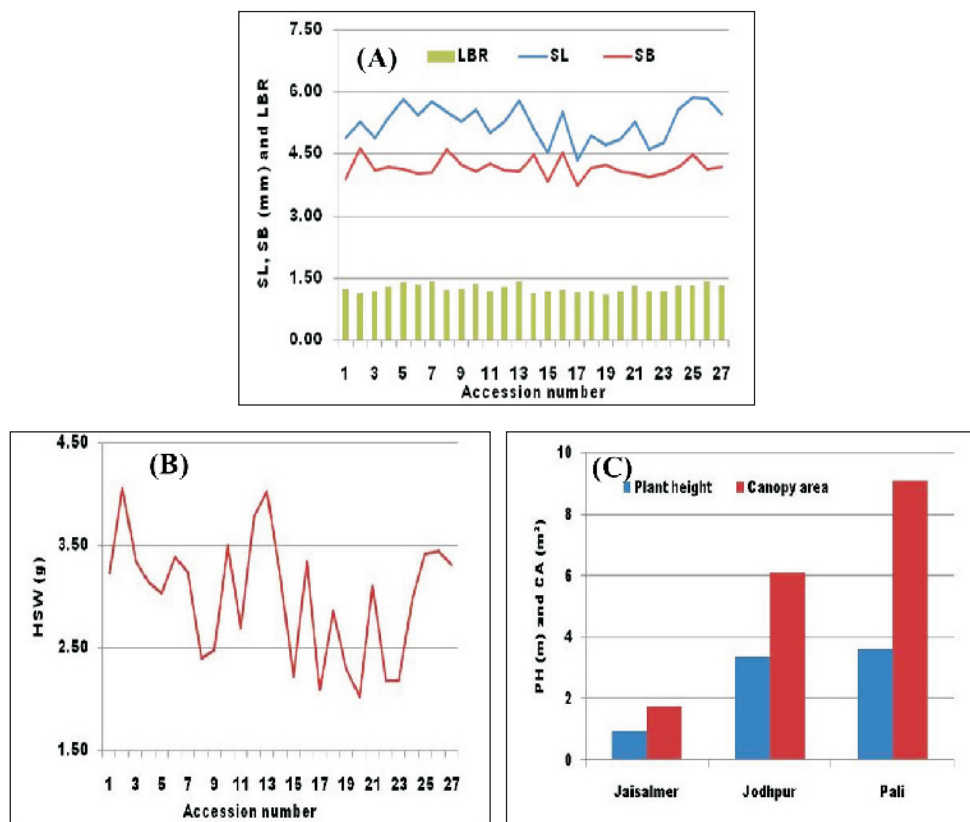 7.50
(A)
LBR SL SB
6.00
4.50
3.00
1.50
0.00
SL, SB (mm) and LBR
1 3 5 7 9 11 13 15 17 19 21 23 25 27
Accession number
4.50
(B)
3.50
2.50
1.50
HSW (g)
1 3 5 7 9 11 13 15 17 19 21 23 25 27
Accession number
10
(C)
Plant height Canopy area
8
6
4
2
0
PH (m) and CA (m²)
Jaisalmer Jodhpur Pali